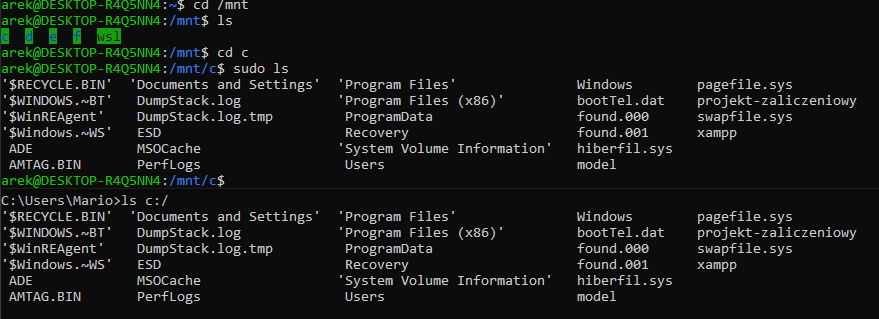 arek@DESKTOP-R4Q5NN4:~$ cd /mnt
arek@DESKTOP-R4Q5NN4:/mnt$ ls
c  d  e  f  wsl
arek@DESKTOP-R4Q5NN4:/mnt$ cd c
arek@DESKTOP-R4Q5NN4:/mnt/c$ sudo ls
'$RECYCLE.BIN'  'Documents and Settings'  'Program Files'                Windows        pagefile.sys
'$WINDOWS.~BT'   DumpStack.log            'Program Files (x86)'          bootTel.dat    projekt-zaliczeniowy
'$WinREAgent'    DumpStack.log.tmp         ProgramData                   found.000      swapfile.sys
'$Windows.~WS'   ESD                       Recovery                      found.001      xampp
 ADE             MSOCache                 'System Volume Information'    hiberfil.sys
 AMTAG.BIN       PerfLogs                  Users                         model
arek@DESKTOP-R4Q5NN4:/mnt/c$
C:\Users\Mario>ls c:/
'$RECYCLE.BIN'  'Documents and Settings'  'Program Files'                Windows        pagefile.sys
'$WINDOWS.~BT'   DumpStack.log            'Program Files (x86)'          bootTel.dat    projekt-zaliczeniowy
'$WinREAgent'    DumpStack.log.tmp         ProgramData                   found.000      swapfile.sys
'$Windows.~WS'   ESD                       Recovery                      found.001      xampp
 ADE             MSOCache                 'System Volume Information'    hiberfil.sys
 AMTAG.BIN       PerfLogs                  Users                         model